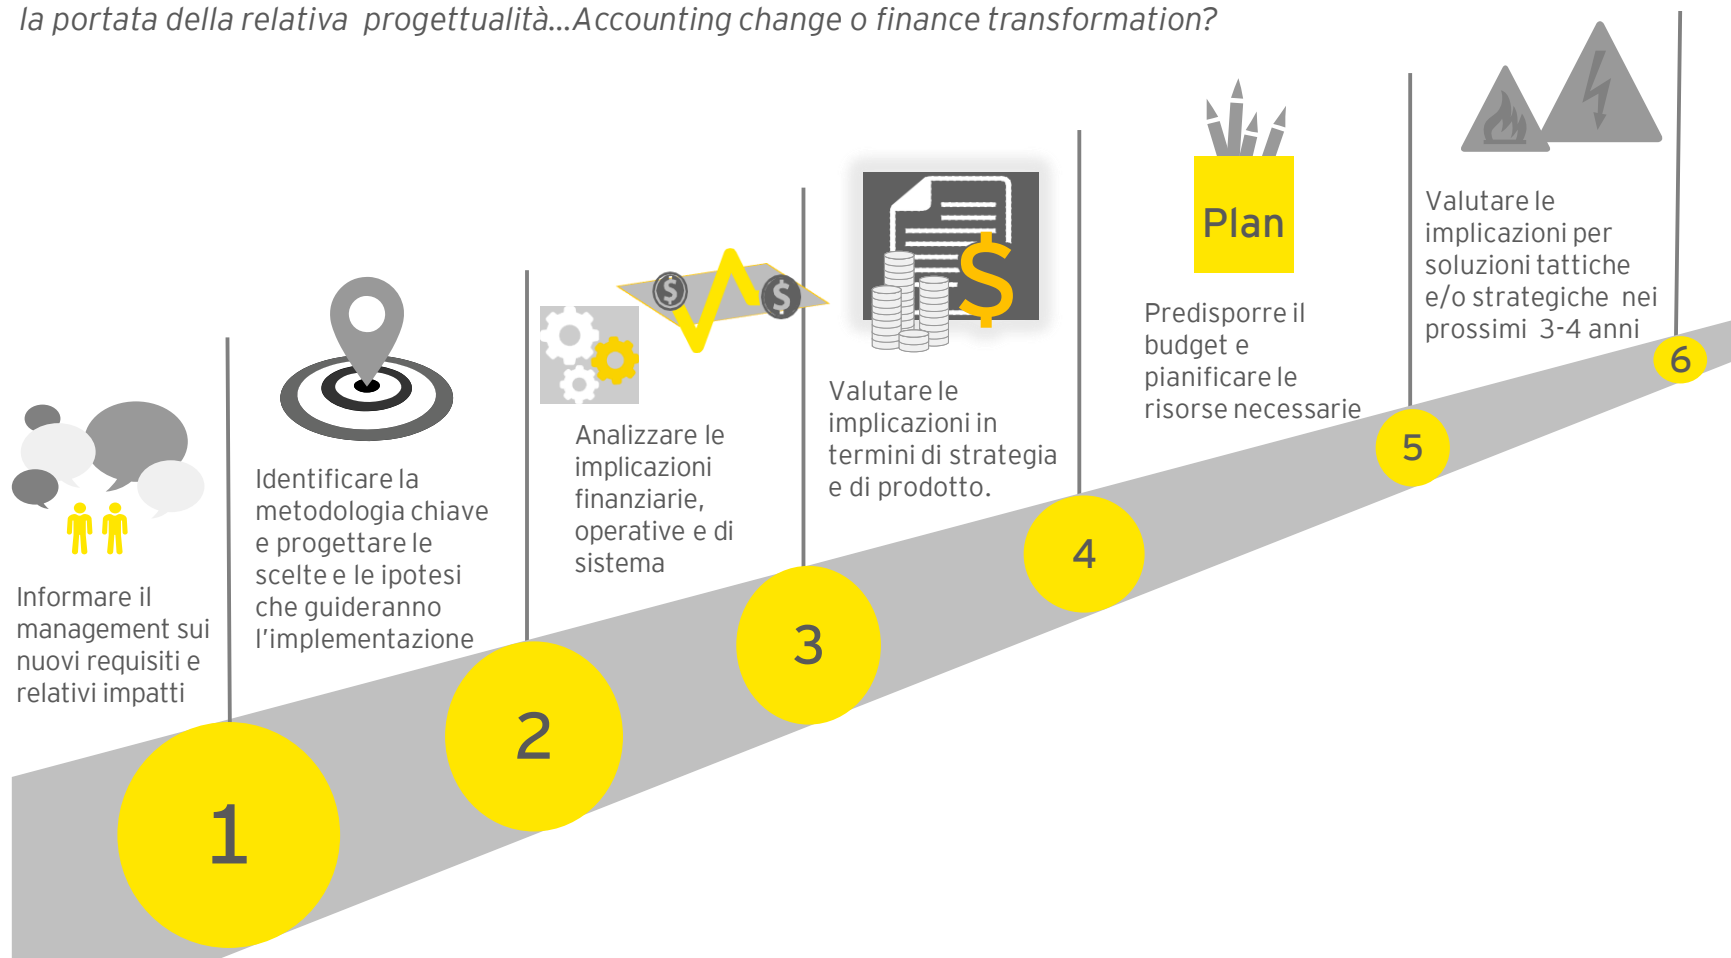 la portata della relativa progettualità...Accounting change o finance transformation?
Informare il
management sui
nuovi requisiti e
relativi impatti
1
Identificare la
metodologia chiave
e progettare le
scelte e le ipotesi
che guideranno
l’implementazione
2
$
$
Analizzare le
implicazioni
finanziarie,
operative e di
sistema
3
$
Valutare le
implicazioni in
termini di strategia
e di prodotto.
4
Plan
Predisporre il
budget e
pianificare le
risorse necessarie
5
Valutare le
implicazioni per
soluzioni tattiche
e/o strategiche nei
prossimi 3-4 anni
6